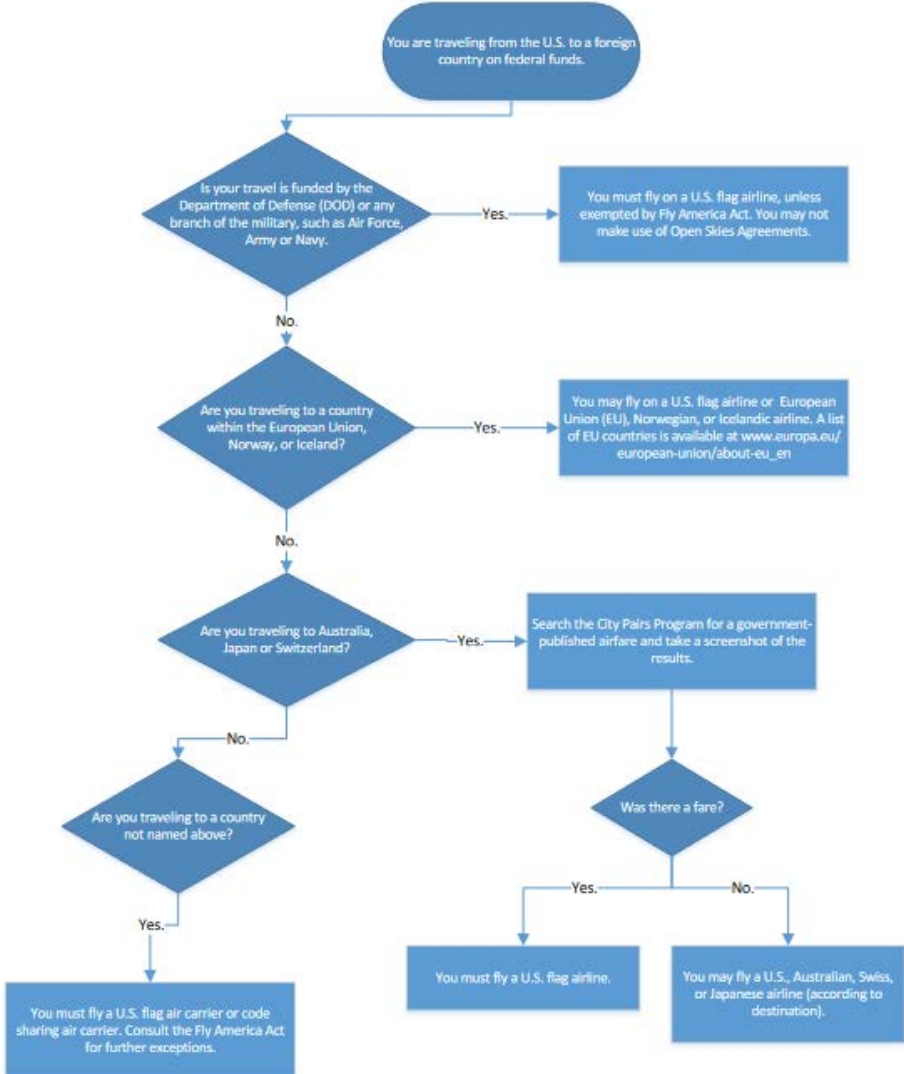 You are traveling from the U.S. to a foreign
country on federal funds.
Is your travel is funded by the
Department of Defense (DOD) or any
branch of the military, such as Air Force,
Army or Navy.
Yes.
You must fly on a U.S. flag airline, unless
exempted by Fly America Act. You may not
make use of Open Skies Agreements.
No.
Are you traveling to a country
within the European Union,
Norway, or Iceland?
Yes.
You may fly on a U.S. flag airline or European
Union (EU), Norwegian, or Icelandic airline. A list
of EU countries is available at www.europa.eu/
european-union/about-eu_en
No.
Are you traveling to Australia,
Japan or Switzerland?
Yes.
Search the City Pairs Program for a government-
published airfare and take a screenshot of the
results.
No.
Are you traveling to a country
not named above?
Was there a fare?
Yes.
No.
Yes.
You must fly a U.S. flag airline.
You may fly a U.S., Australian, Swiss,
or Japanese airline (according to
destination).
You must fly a U.S. flag air carrier or code
sharing air carrier. Consult the Fly America Act
for further exceptions.